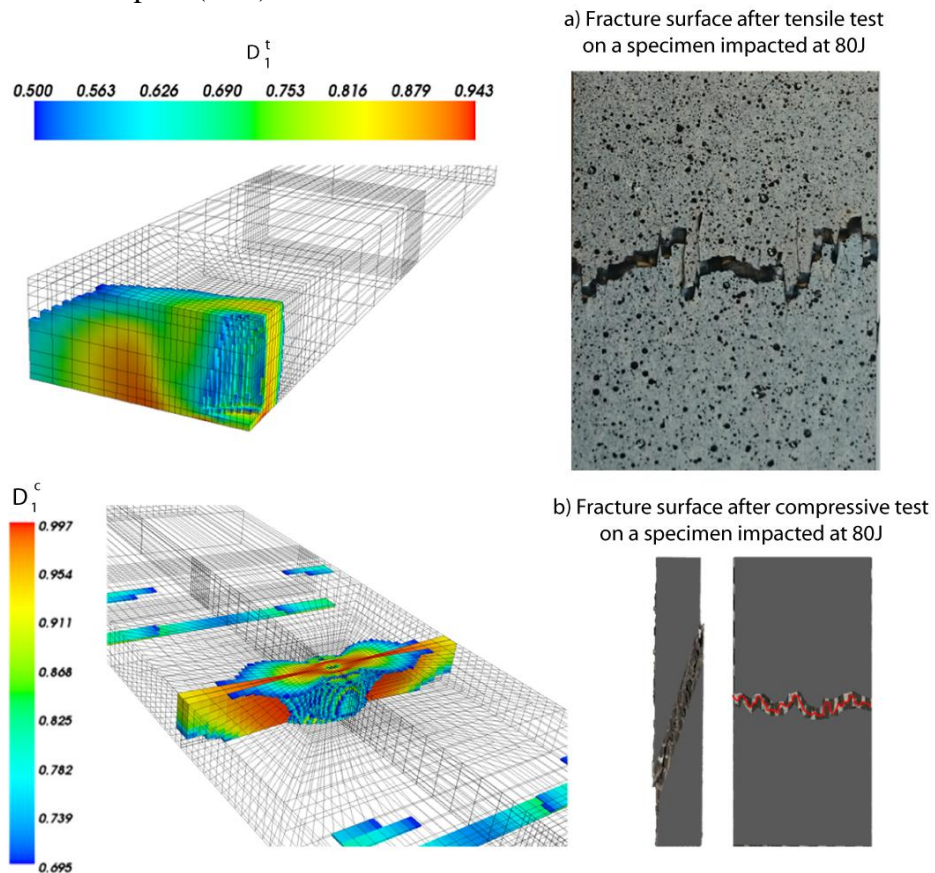 a) Fracture surface after tensile test
on a specimen impacted at 80J
D₁ᵗ
0.500 0.563 0.626 0.690 0.753 0.816 0.879 0.943
D₁ᶜ
0.997
0.954
0.911
0.868
0.825
0.782
0.739
0.695
b) Fracture surface after compressive test
on a specimen impacted at 80J